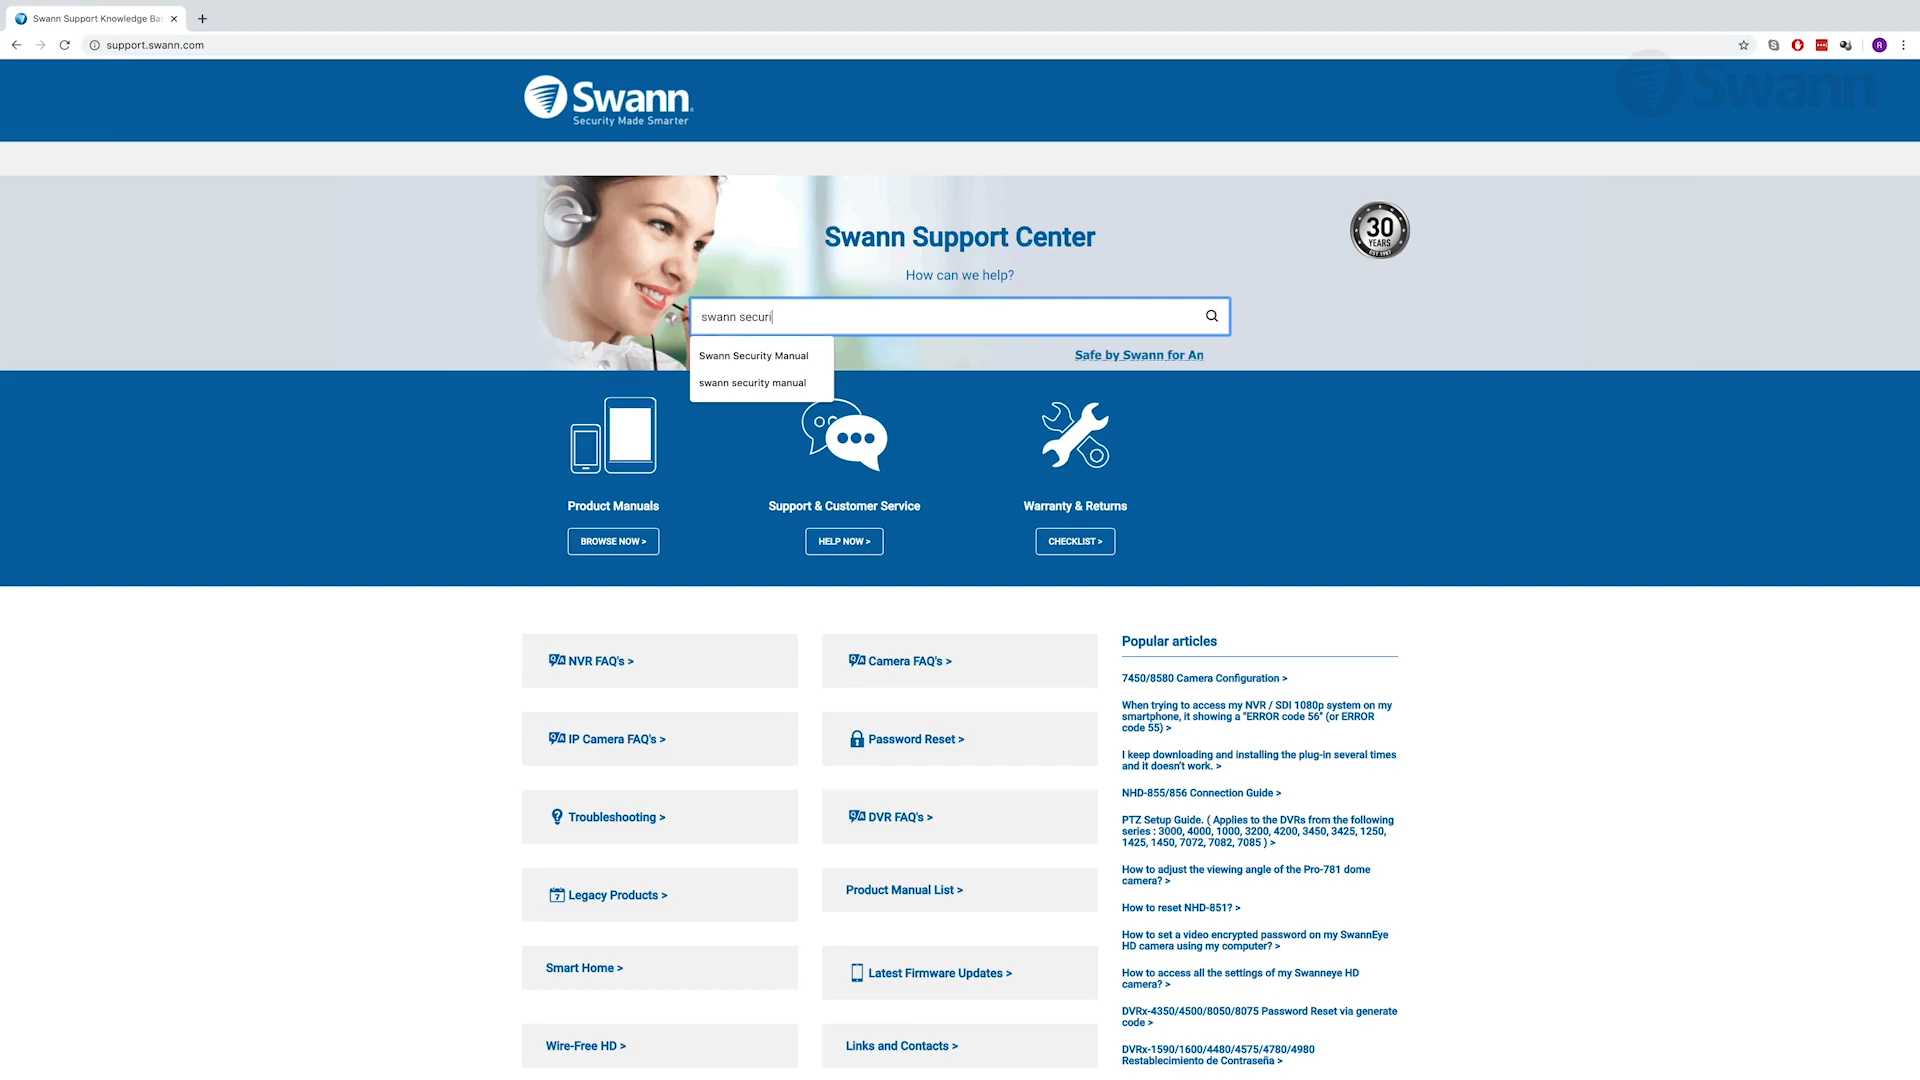 Swann Support Knowledge Ba
support.swann.com
R
Swann
Security Made Smarter
Swann
Swann Support Center
How can we help?
30
YEARS
EST 1987
swann securi
Swann Security Manual
swann security manual
Safe by Swann for An
Product Manuals
BROWSE NOW >
Support & Customer Service
HELP NOW >
Warranty & Returns
CHECKLIST >
NVR FAQ's >
Camera FAQ's >
IP Camera FAQ's >
Password Reset >
Troubleshooting >
DVR FAQ's >
Legacy Products >
Product Manual List >
Smart Home >
Latest Firmware Updates >
Wire-Free HD >
Links and Contacts >
Popular articles
7450/8580 Camera Configuration >
When trying to access my NVR / SDI 1080p system on my
smartphone, it showing a "ERROR code 56" (or ERROR
code 55) >
I keep downloading and installing the plug-in several times
and it doesn't work. >
NHD-855/856 Connection Guide >
PTZ Setup Guide. ( Applies to the DVRs from the following
series : 3000, 4000, 1000, 3200, 4200, 3450, 3425, 1250,
1425, 1450, 7072, 7082, 7085 ) >
How to adjust the viewing angle of the Pro-781 dome
camera? >
How to reset NHD-851? >
How to set a video encrypted password on my SwannEye
HD camera using my computer? >
How to access all the settings of my Swanneye HD
camera? >
DVRx-4350/4500/8050/8075 Password Reset via generate
code >
DVRx-1590/1600/4480/4575/4780/4980
Restablecimiento de Contraseña >